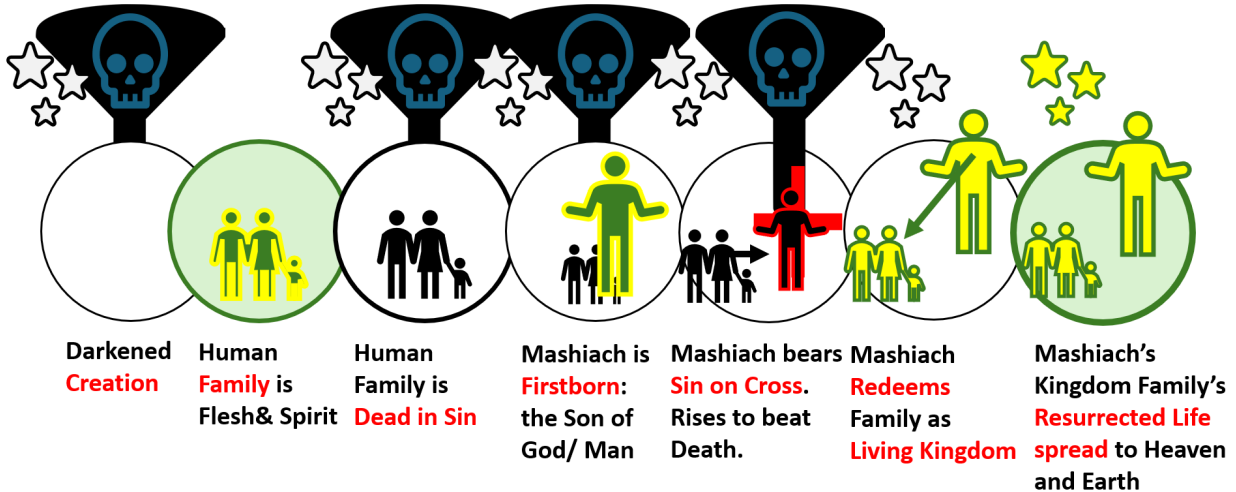 Darkened
Creation
Human
Family is
Flesh& Spirit
Human
Family is
Dead in Sin
Mashiach is
Firstborn:
the Son of
God/ Man
Mashiach bears
Sin on Cross.
Rises to beat
Death.
Mashiach
Redeems
Family as
Living Kingdom
Mashiach’s
Kingdom Family’s
Resurrected Life
spread to Heaven
and Earth